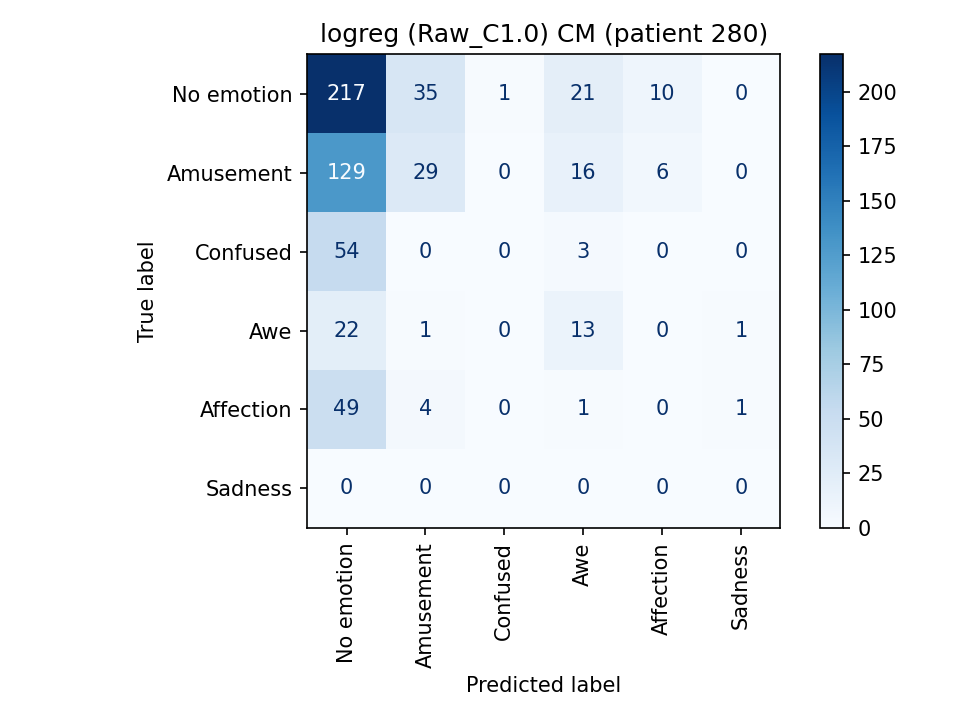 logreg (Raw_C1.0) CM (patient 280)
True label
No emotion 217 35 1 21 10 0
Amusement 129 29 0 16 6 0
Confused 54 0 0 3 0 0
Awe 22 1 0 13 0 1
Affection 49 4 0 1 0 1
Sadness 0 0 0 0 0 0
No emotion Amusement Confused Awe Affection Sadness
Predicted label
200
175
150
125
100
75
50
25
0